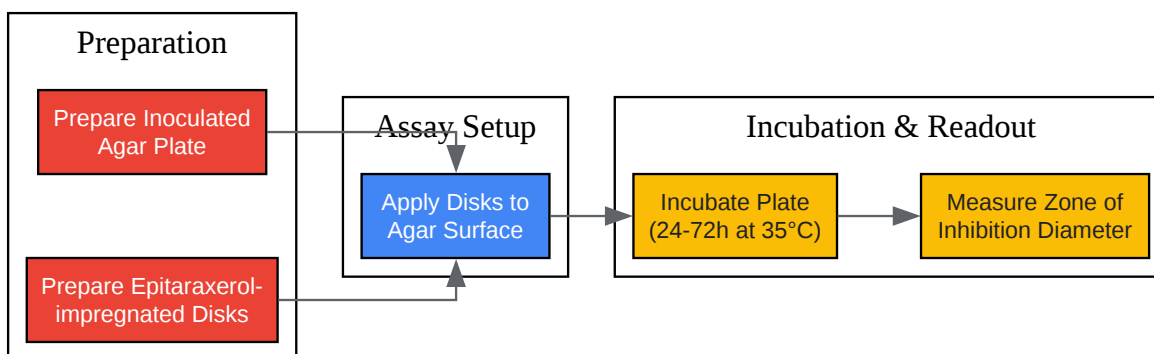 Preparation
Prepare Inoculated
Agar Plate
Prepare Epitaraxerol-
impregnated Disks
Assay Setup
Apply Disks to
Agar Surface
Incubation & Readout
Incubate Plate
(24-72h at 35°C)
Measure Zone of
Inhibition Diameter